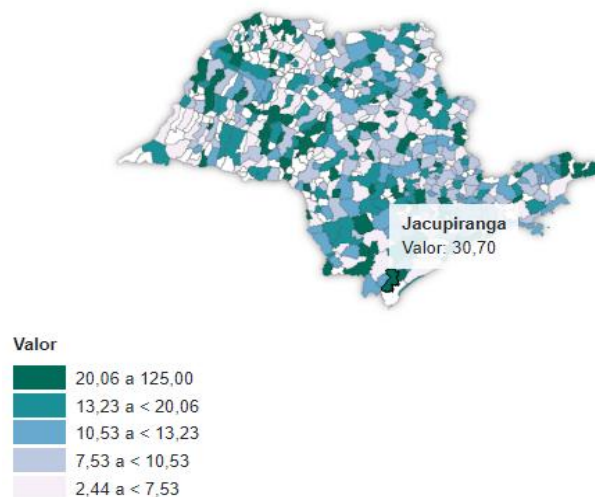 Jacupiranga
Valor: 30,70
Valor
20,06 a 125,00
13,23 a < 20,06
10,53 a < 13,23
7,53 a < 10,53
2,44 a < 7,53